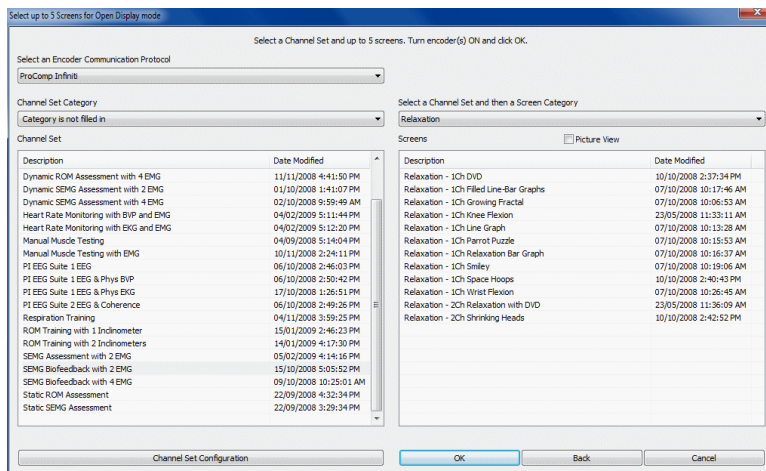 Select up to 5 Screens for Open Display mode
Select a Channel Set and up to 5 screens. Turn encoder(s) ON and click OK.
Select an Encoder Communication Protocol
ProComp Infiniti
Channel Set Category
Category is not filled in
Channel Set
Description Date Modified
Dynamic ROM Assessment with 4 EMG 11/11/2008 4:41:50 PM
Dynamic SEMG Assessment with 2 EMG 01/10/2008 1:41:07 PM
Dynamic SEMG Assessment with 4 EMG 02/10/2008 9:59:49 AM
Heart Rate Monitoring with BVP and EMG 04/02/2009 5:11:44 PM
Heart Rate Monitoring with EKG and EMG 04/02/2009 5:12:20 PM
Manual Muscle Testing 04/09/2008 5:14:04 PM
Manual Muscle Testing with EMG 10/11/2008 2:24:11 PM
PI EEG Suite 1 EEG 06/10/2008 2:46:03 PM
PI EEG Suite 1 EEG & Phys BVP 06/10/2008 2:50:42 PM
PI EEG Suite 1 EEG & Phys EKG 17/10/2008 1:26:51 PM
PI EEG Suite 2 EEG & Coherence 06/10/2008 2:49:26 PM
Respiration Training 04/11/2008 3:59:25 PM
ROM Training with 1 Inclinometer 15/01/2009 2:46:23 PM
ROM Training with 2 Inclinometers 14/01/2009 4:17:30 PM
SEMG Assessment with 2 EMG 05/02/2009 4:14:16 PM
SEMG Biofeedback with 2 EMG 15/10/2008 5:05:52 PM
SEMG Biofeedback with 4 EMG 09/10/2008 10:25:01 AM
Static ROM Assessment 22/09/2008 4:32:34 PM
Static SEMG Assessment 22/09/2008 3:29:34 PM
Select a Channel Set and then a Screen Category
Relaxation
Screens Picture View
Description Date Modified
Relaxation - 1Ch DVD 10/10/2008 2:37:34 PM
Relaxation - 1Ch Filled Line-Bar Graphs 07/10/2008 10:17:46 AM
Relaxation - 1Ch Growing Fractal 07/10/2008 10:06:53 AM
Relaxation - 1Ch Knee Flexion 23/05/2008 11:33:11 AM
Relaxation - 1Ch Line Graph 07/10/2008 10:13:28 AM
Relaxation - 1Ch Parrot Puzzle 07/10/2008 10:15:53 AM
Relaxation - 1Ch Relaxation Bar Graph 07/10/2008 10:16:37 AM
Relaxation - 1Ch Smiley 07/10/2008 10:19:06 AM
Relaxation - 1Ch Space Hoops 10/10/2008 2:40:43 PM
Relaxation - 1Ch Wrist Flexion 07/10/2008 10:26:45 AM
Relaxation - 2Ch Relaxation with DVD 23/05/2008 11:36:09 AM
Relaxation - 2Ch Shrinking Heads 10/10/2008 2:42:52 PM
Channel Set Configuration OK Back Cancel